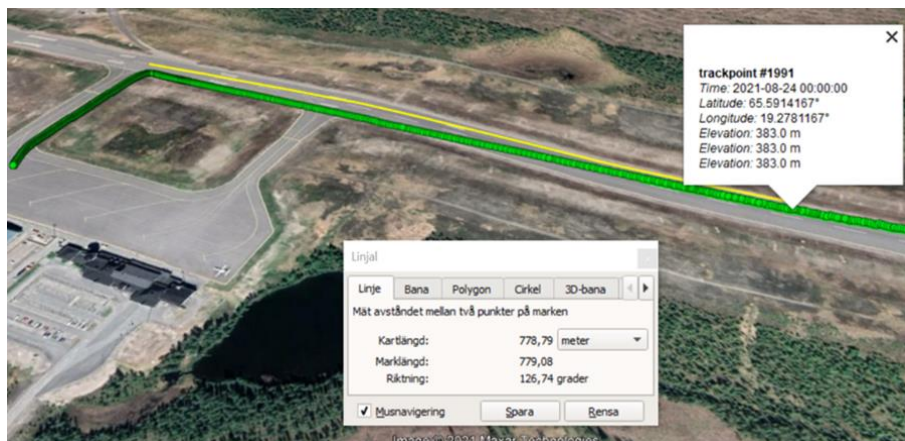 trackpoint #1991
Time: 2021-08-24 00:00:00
Latitude: 65.5914167°
Longitude: 19.2781167°
Elevation: 383.0 m
Elevation: 383.0 m
Elevation: 383.0 m
Linjal
Linje Bana Polygon Cirkel 3D-bana
Mät avståndet mellan två punkter på marken
Kartlängd: 778,79 meter
Marklängd: 779,08
Riktning: 126,74 grader
Musnavigering Spara Rensa
Image © 2021 Maxar Technologies